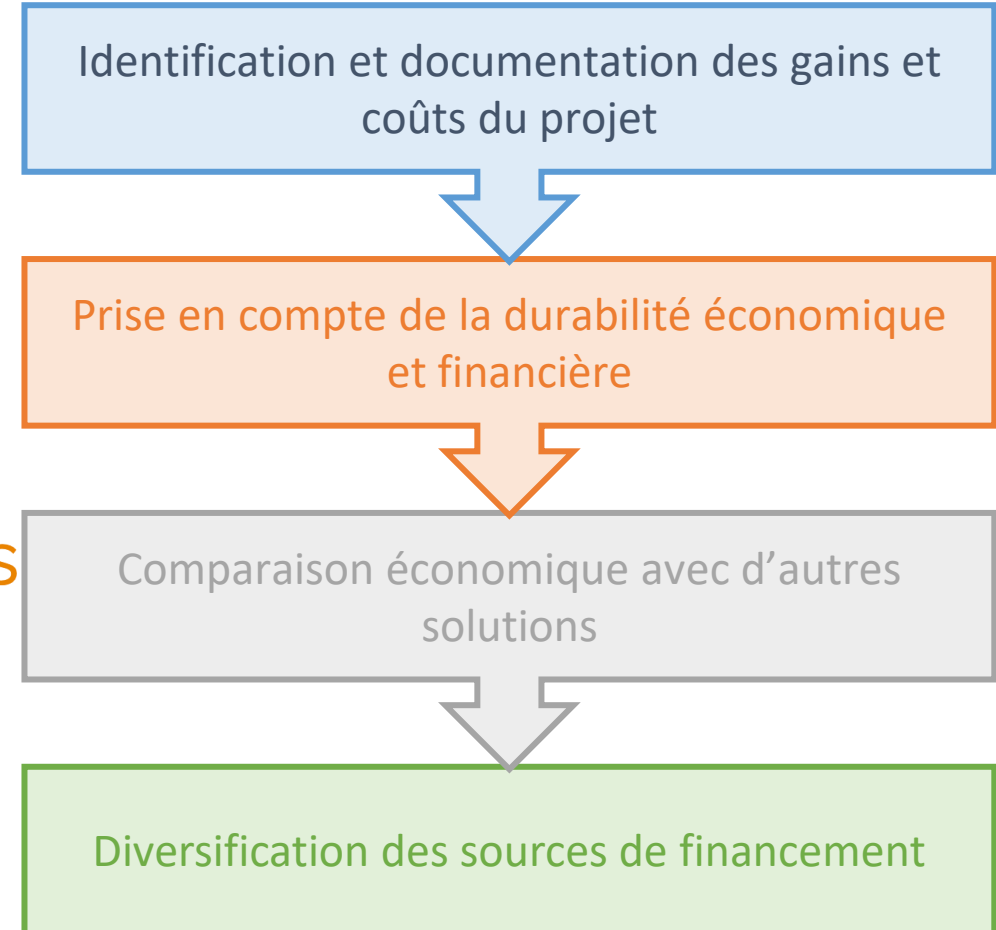 Identification et documentation des gains et
coûts du projet
Prise en compte de la durabilité économique
et financière
s
Comparaison économique avec d'autres
solutions
Diversification des sources de financement